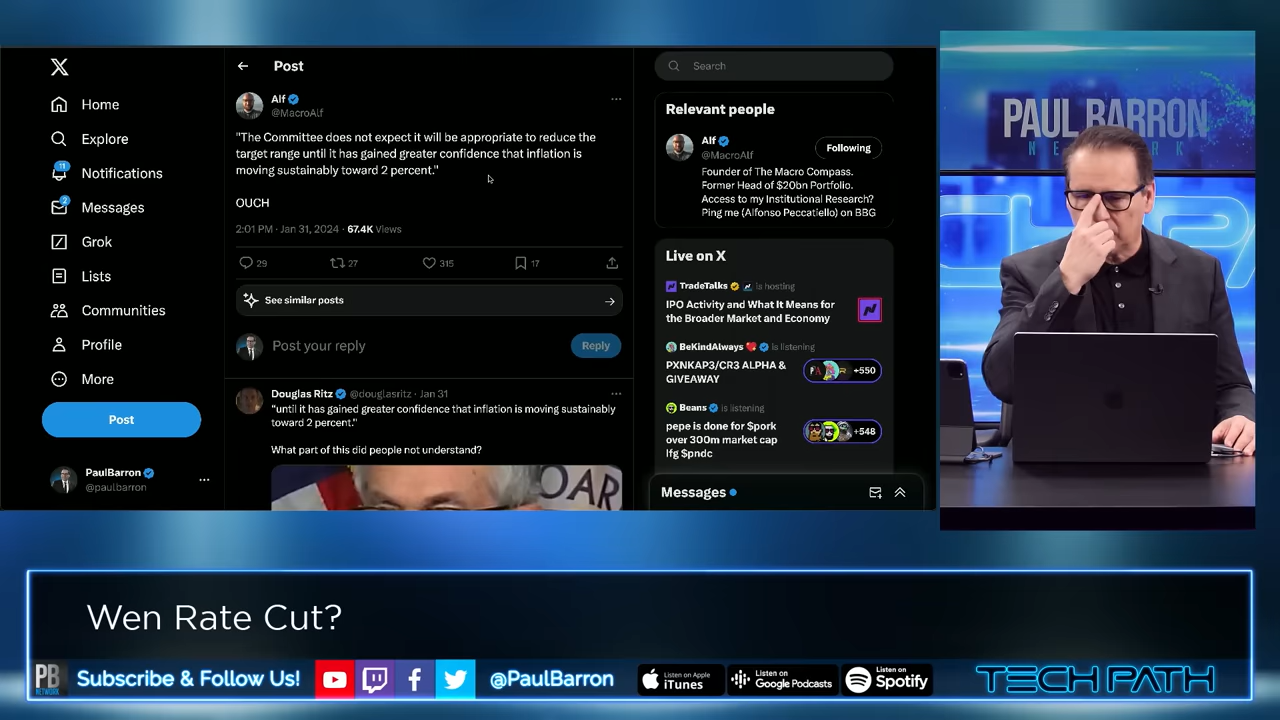 Post
Search
Home
Explore
11
Notifications
2
Messages
Grok
Lists
Communities
Profile
More
Post
PaulBarron
@paulbarron
Alf
@MacroAlf
"The Committee does not expect it will be appropriate to reduce the
target range until it has gained greater confidence that inflation is
moving sustainably toward 2 percent."
OUCH
2:01 PM · Jan 31, 2024 · 67.4K Views
29
27
315
17
See similar posts
Post your reply
Reply
Douglas Ritz @douglasritz · Jan 31
"until it has gained greater confidence that inflation is moving sustainably
toward 2 percent."
What part of this did people not understand?
OAR
Relevant people
Alf
@MacroAlf
Following
Founder of The Macro Compass.
Former Head of $20bn Portfolio.
Access to my Institutional Research?
Ping me (Alfonso Peccatiello) on BBG
Live on X
TradeTalks is hosting
IPO Activity and What It Means for
the Broader Market and Economy
BeKindAlways is listening
PXNKAP3/CR3 ALPHA &
GIVEAWAY
+550
Beans is listening
pepe is done for $pork
over 300m market cap
lfg $pndc
+548
Messages
PAUL BARRON
NETWORK
Wen Rate Cut?
PB
NETWORK
Subscribe & Follow Us!
@PaulBarron
Listen on Apple
iTunes
Listen on
Google Podcasts
Listen on
Spotify
TECH PATH